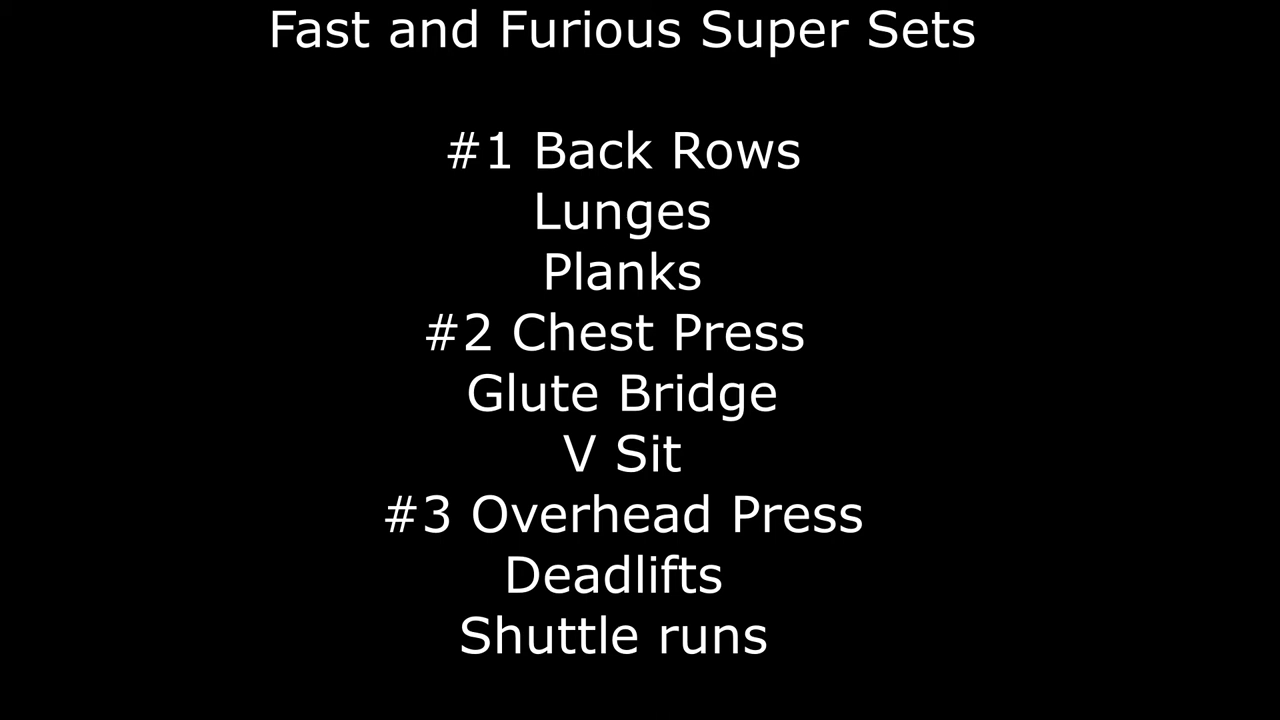 Fast and Furious Super Sets
#1 Back Rows
Lunges
Planks
#2 Chest Press
Glute Bridge
V Sit
#3 Overhead Press
Deadlifts
Shuttle runs